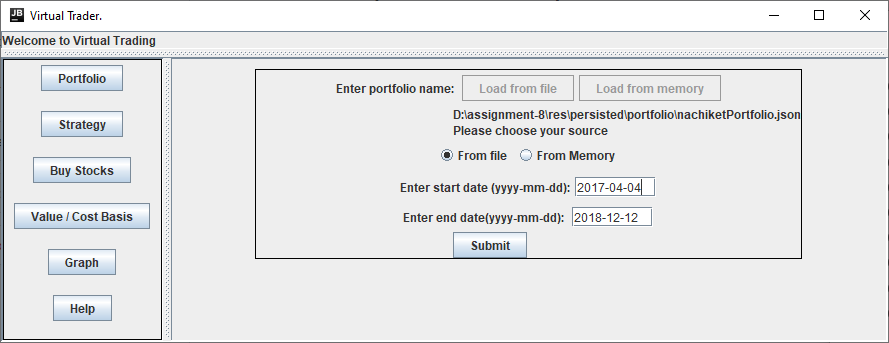 JB Virtual Trader.
Welcome to Virtual Trading
Portfolio
Strategy
Buy Stocks
Value / Cost Basis
Graph
Help
Enter portfolio name: Load from file Load from memory
D:\assignment-8\res\persisted\portfolio\nachiketPortfolio.json
Please choose your source
From file From Memory
Enter start date (yyyy-mm-dd): 2017-04-04
Enter end date(yyyy-mm-dd): 2018-12-12
Submit